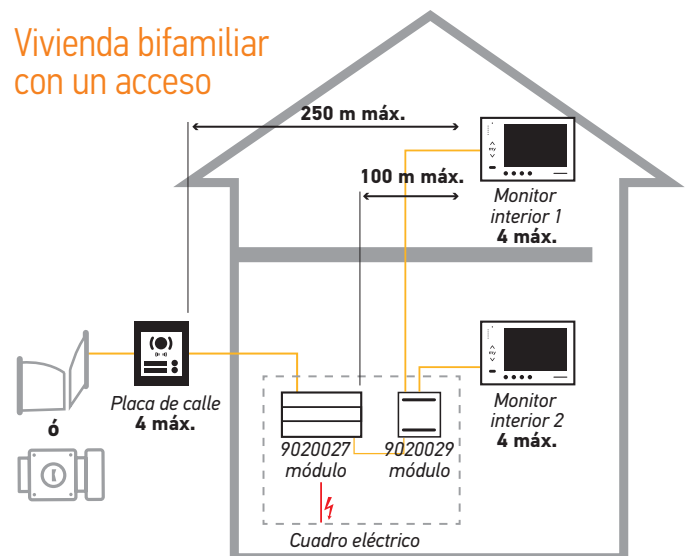 Vivienda bifamiliar
con un acceso
250 m máx.
100 m máx.
Monitor
interior 1
4 máx.
Placa de calle
4 máx.
ó
9020027
módulo
9020029
módulo
Monitor
interior 2
4 máx.
Cuadro eléctrico